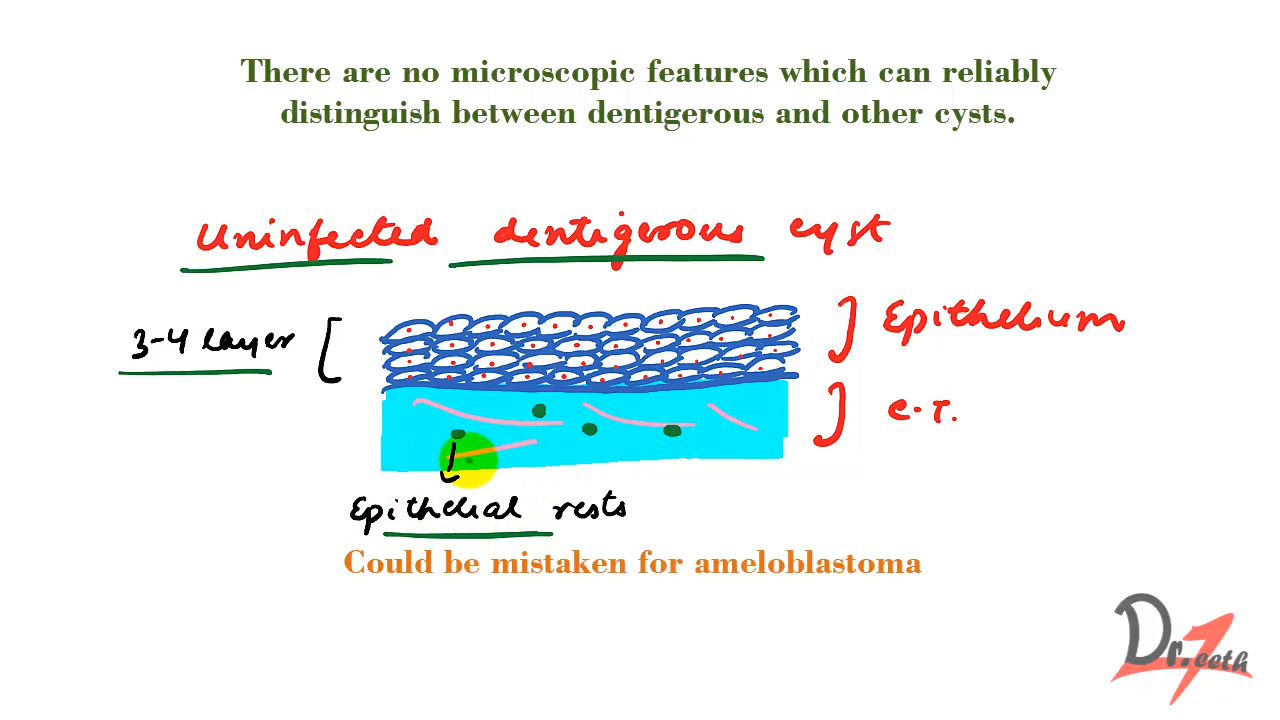 There are no microscopic features which can reliably
distinguish between dentigerous and other cysts.
Uninfected dentigerous cyst
3-4 layer
Epithelium
C.T.
Epithelial rests
Could be mistaken for ameloblastoma
Dr.eeth